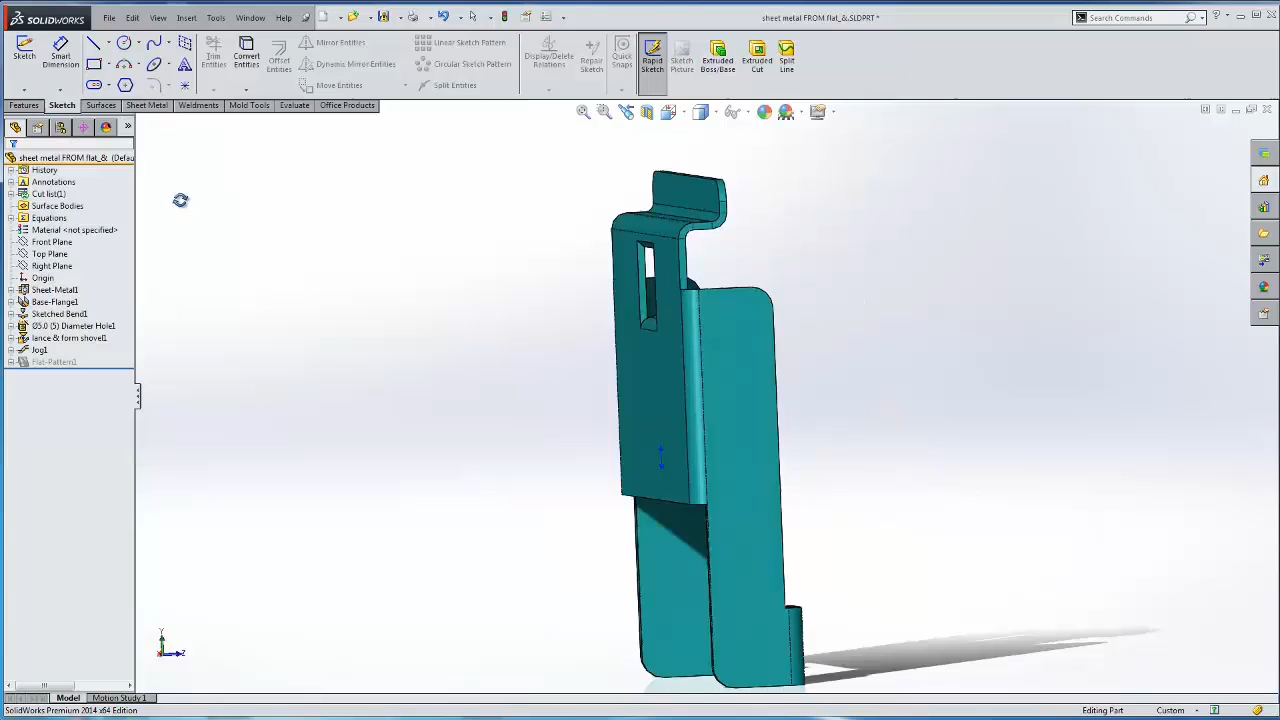 SOLIDWORKS File Edit View Insert Tools Window Help sheet metal FROM flat_&.SLDPRT * Search Commands
Sketch Smart Dimension Trim Entities Convert Entities Offset Entities Mirror Entities Dynamic Mirror Entities Move Entities Linear Sketch Pattern Circular Sketch Pattern Split Entities Display/Delete Relations Repair Sketch Quick Snaps Rapid Sketch Sketch Picture Extruded Boss/Base Extruded Cut Split Line
Features Sketch Surfaces Sheet Metal Weldments Mold Tools Evaluate Office Products
sheet metal FROM flat_& (Defau
History
Annotations
Cut list(1)
Surface Bodies
Equations
Material <not specified>
Front Plane
Top Plane
Right Plane
Origin
Sheet-Metal1
Base-Flange1
Sketched Bend1
Ø5.0 (5) Diameter Hole1
lance & form shovel1
Jog1
Flat-Pattern1
Y
Z
Model Motion Study 1
SolidWorks Premium 2014 x64 Edition Editing Part Custom